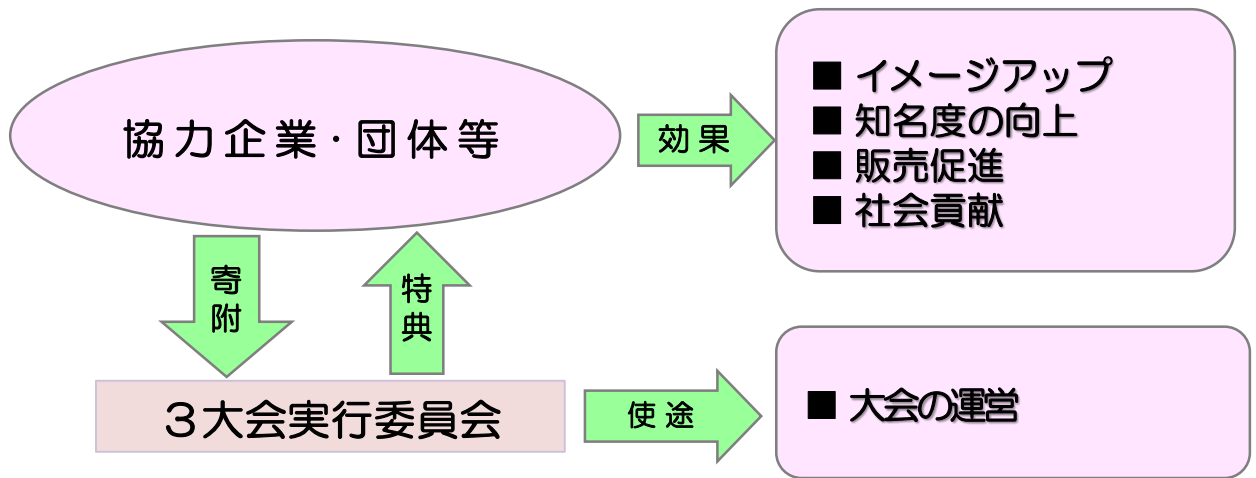 協力企業・団体等
効果
■ イメージアップ
■ 知名度の向上
■ 販売促進
■ 社会貢献
寄附
特典
３大会実行委員会
使途
■ 大会の運営